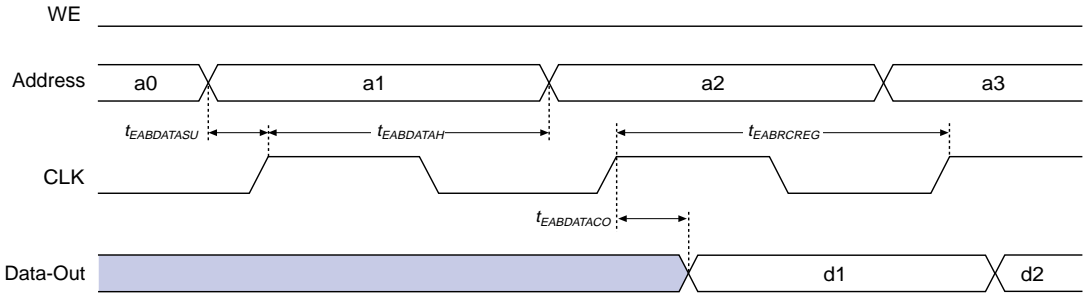 WE
Address a0 a1 a2 a3
tEABDATASU tEABDATAH tEABRCREG
CLK
tEABDATACO
Data-Out d1 d2